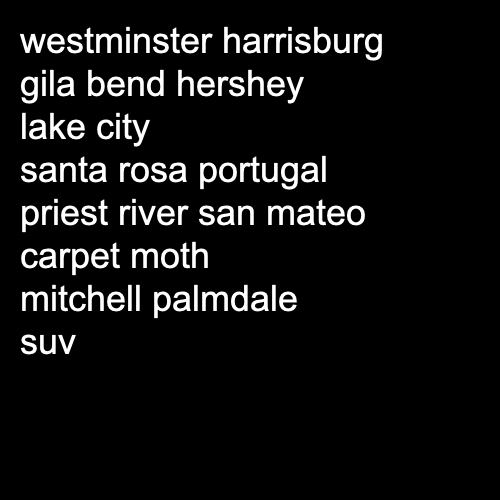 westminster harrisburg
gila bend hershey
lake city
santa rosa portugal
priest river san mateo
carpet moth
mitchell palmdale
suv